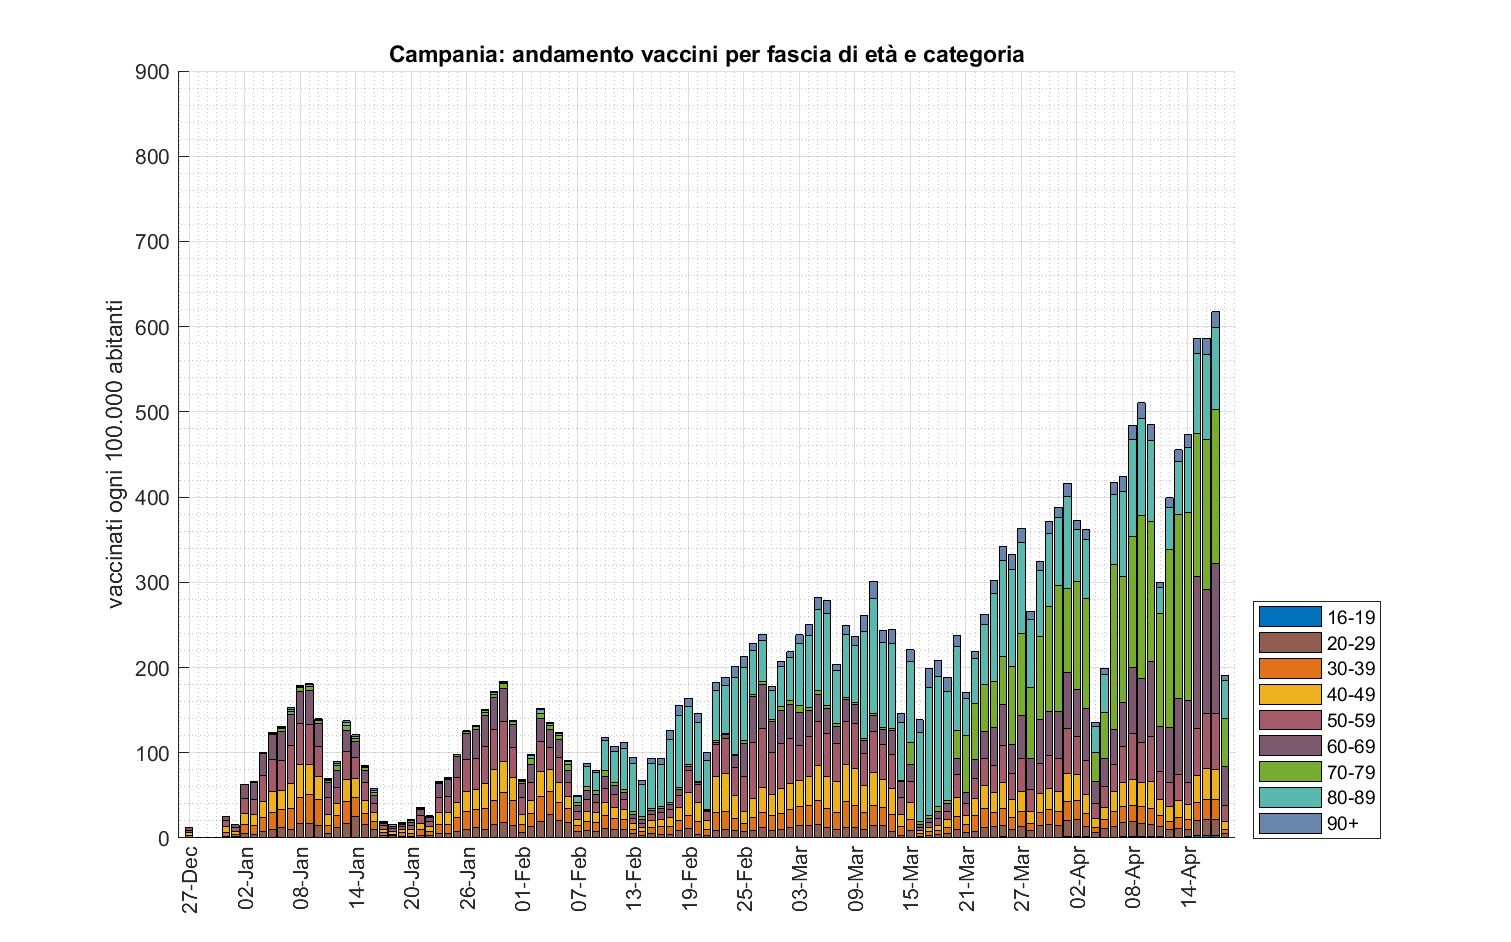 Campania: andamento vaccini per fascia di età e categoria
vaccinati ogni 100.000 abitanti
900
800
700
600
500
400
300
200
100
0
27-Dec
02-Jan
08-Jan
14-Jan
20-Jan
26-Jan
01-Feb
07-Feb
13-Feb
19-Feb
25-Feb
03-Mar
09-Mar
15-Mar
21-Mar
27-Mar
02-Apr
08-Apr
14-Apr
16-19
20-29
30-39
40-49
50-59
60-69
70-79
80-89
90+